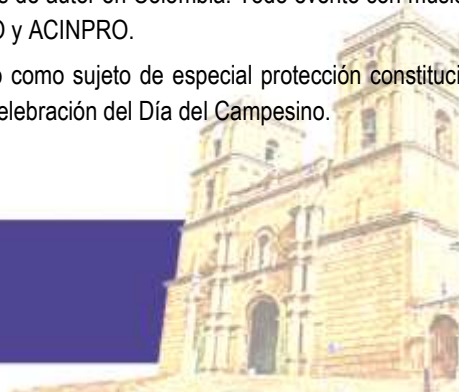 s de autor en Colombia. Todo evento con músic
O y ACINPRO.
o como sujeto de especial protección constituci
elebración del Día del Campesino.